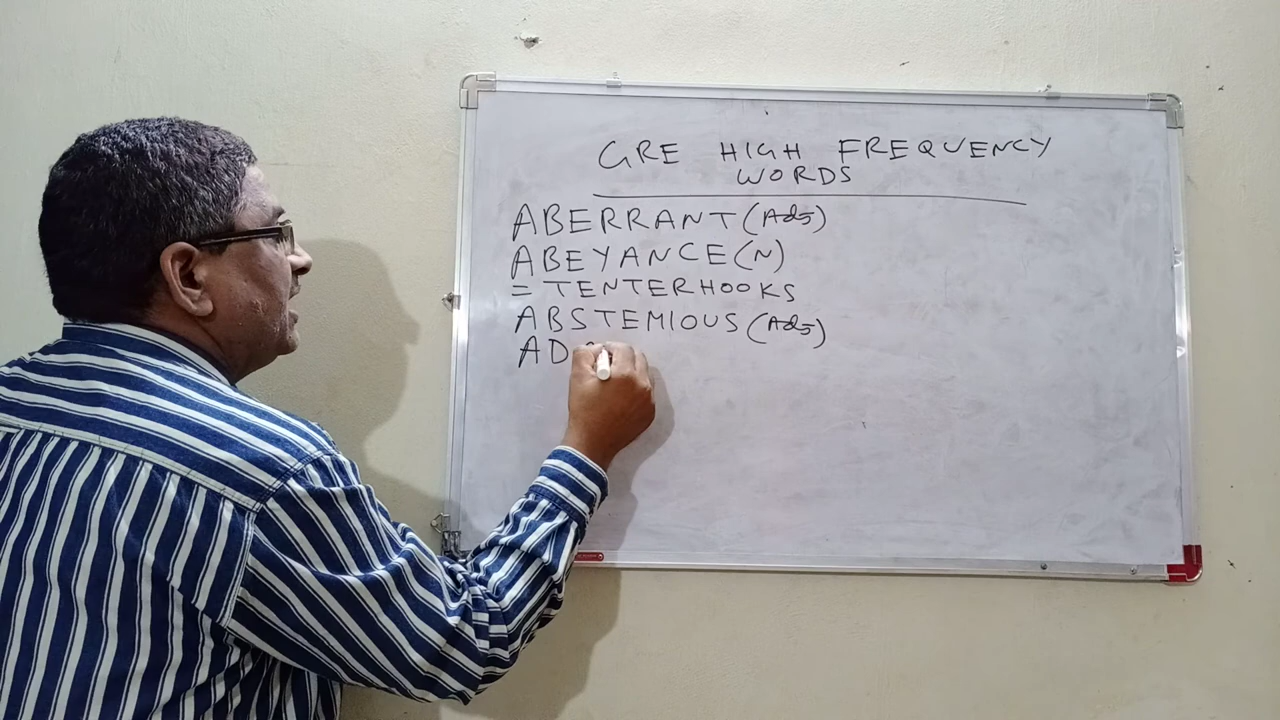 GRE HIGH FREQUENCY
WORDS
ABERRANT (Adj)
ABEYANCE (N)
= TENTERHOOKS
ABSTEMIOUS (Adj)
AD